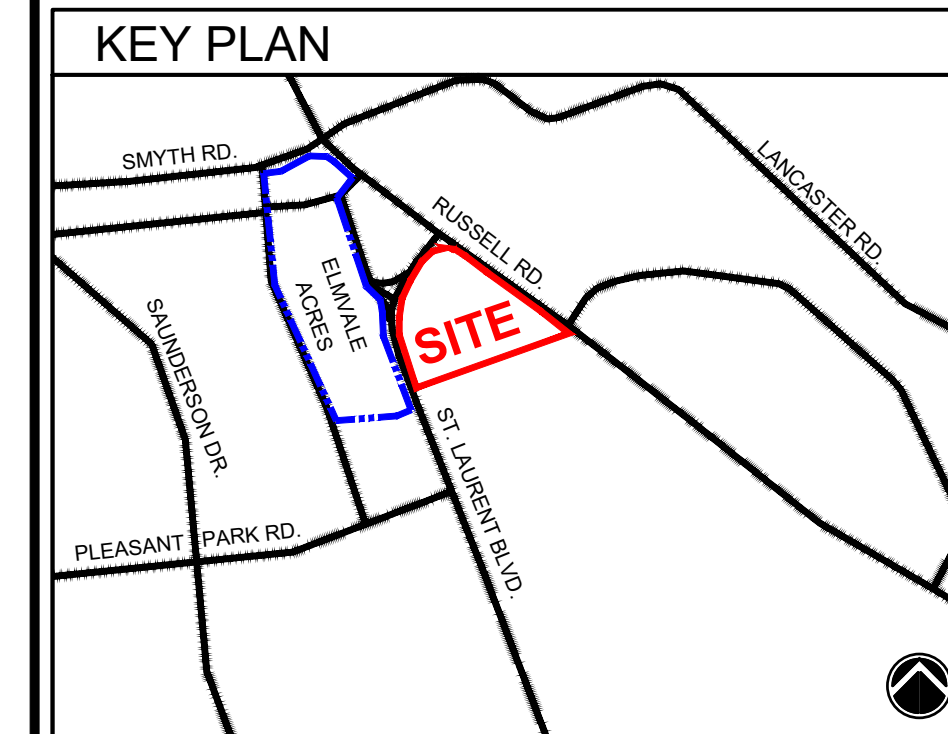 KEY PLAN
SMYTH RD.
LANCASTER RD.
RUSSELL RD.
ELMVALE
ACRES
SITE
SAUNDERSON DR.
ST. LAURENT BLVD.
PLEASANT PARK RD.